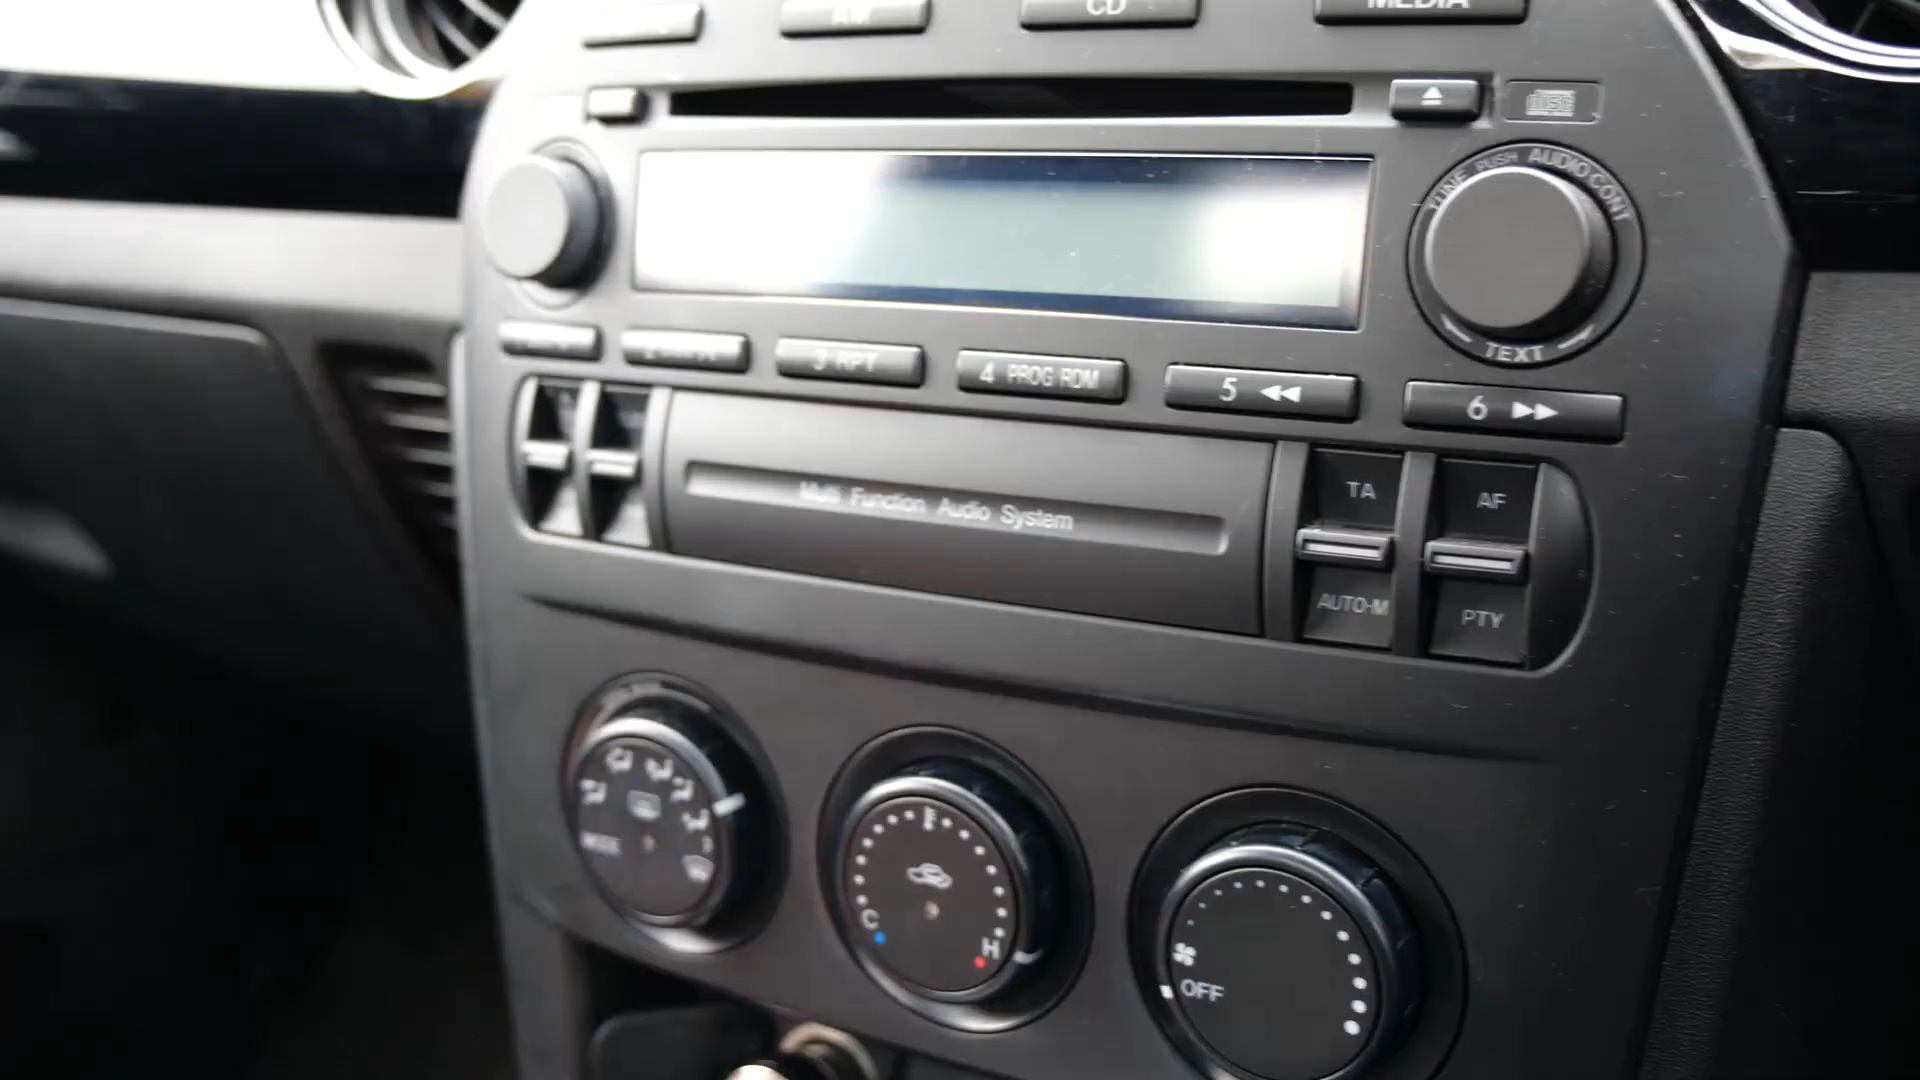 AM
CD
MEDIA
disc
TUNE PUSH AUDIO CONT
TEXT
3 RPT
4 PROG RDM
5
6
Multi Function Audio System
TA
AF
AUTO-M
PTY
MODE
C
H
OFF